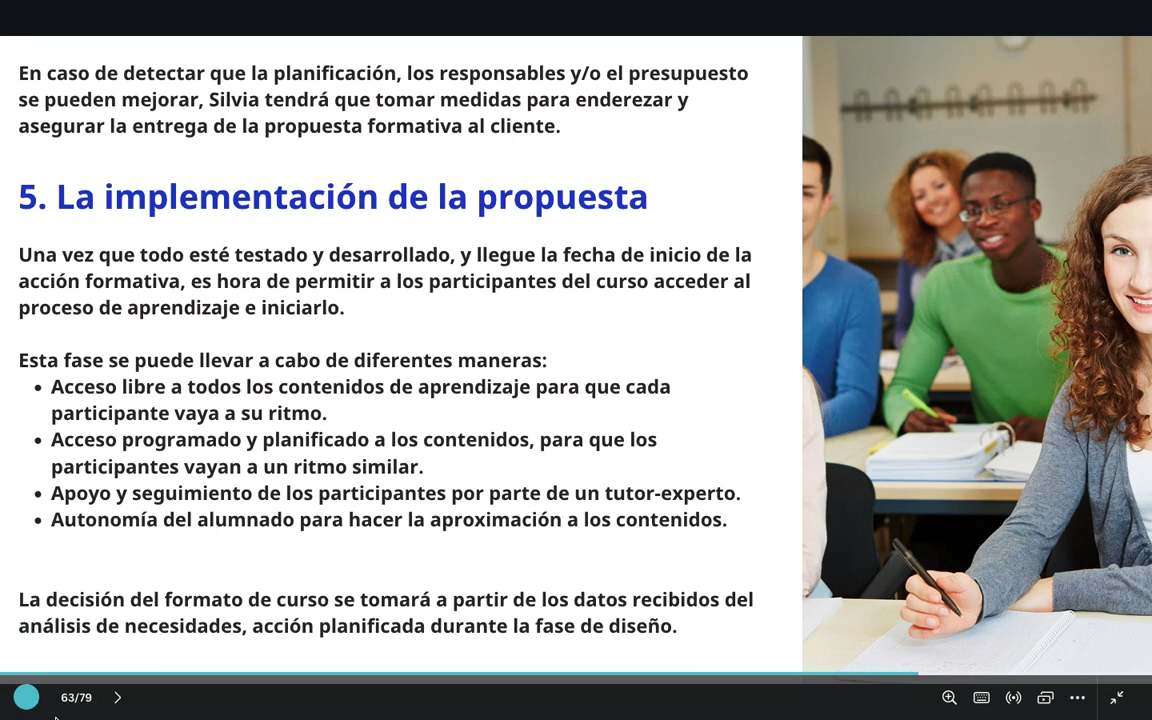 En caso de detectar que la planificación, los responsables y/o el presupuesto
se pueden mejorar, Silvia tendrá que tomar medidas para enderezar y
asegurar la entrega de la propuesta formativa al cliente.
5. La implementación de la propuesta
Una vez que todo esté testado y desarrollado, y llegue la fecha de inicio de la
acción formativa, es hora de permitir a los participantes del curso acceder al
proceso de aprendizaje e iniciarlo.
Esta fase se puede llevar a cabo de diferentes maneras:
• Acceso libre a todos los contenidos de aprendizaje para que cada
participante vaya a su ritmo.
• Acceso programado y planificado a los contenidos, para que los
participantes vayan a un ritmo similar.
• Apoyo y seguimiento de los participantes por parte de un tutor-experto.
• Autonomía del alumnado para hacer la aproximación a los contenidos.
La decisión del formato de curso se tomará a partir de los datos recibidos del
análisis de necesidades, acción planificada durante la fase de diseño.
63/79